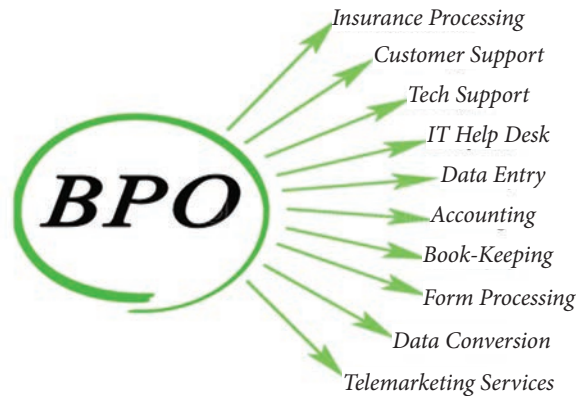 Insurance Processing
Customer Support
Tech Support
IT Help Desk
BPO
Data Entry
Accounting
Book-Keeping
Form Processing
Data Conversion
Telemarketing Services